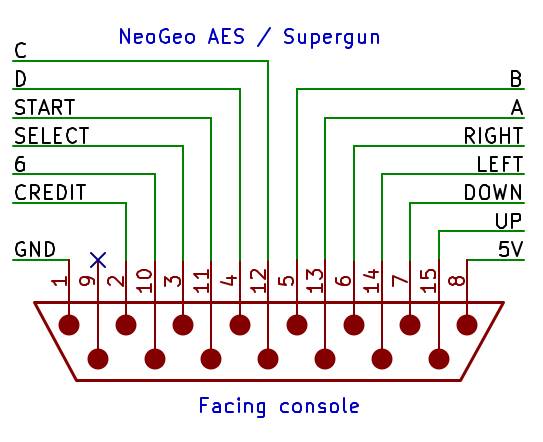 NeoGeo AES / Supergun
C
D
B
START
A
SELECT
RIGHT
6
LEFT
CREDIT
DOWN
UP
GND
5V
1 9 2 10 3 11 4 12 5 13 6 14 7 15 8
Facing console